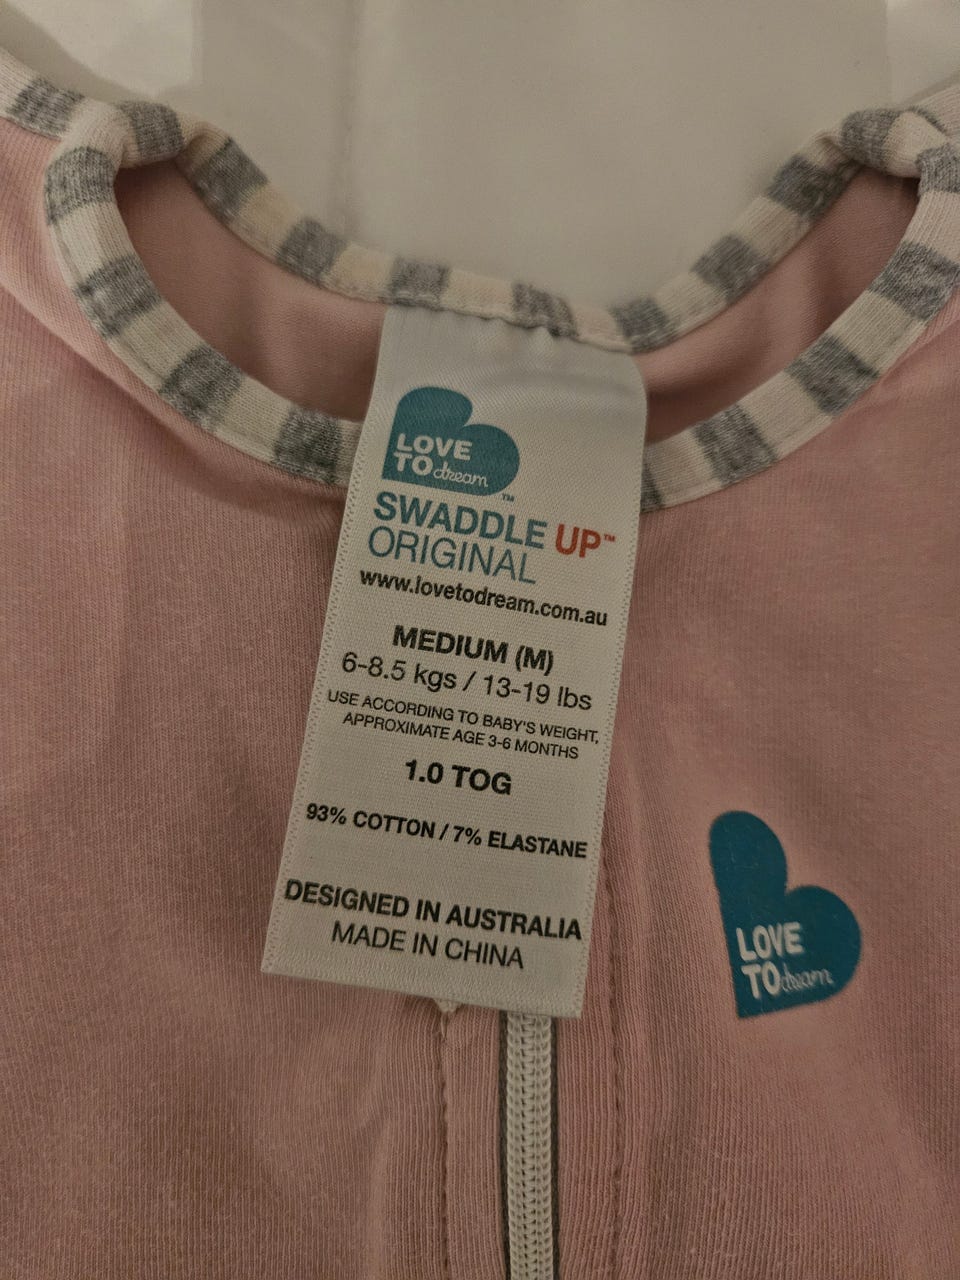 LOVE
TO dream™
SWADDLE UP™
ORIGINAL
www.lovetodream.com.au
MEDIUM (M)
6-8.5 kgs / 13-19 lbs
USE ACCORDING TO BABY'S WEIGHT,
APPROXIMATE AGE 3-6 MONTHS
1.0 TOG
93% COTTON / 7% ELASTANE
DESIGNED IN AUSTRALIA
MADE IN CHINA
LOVE
TO dream